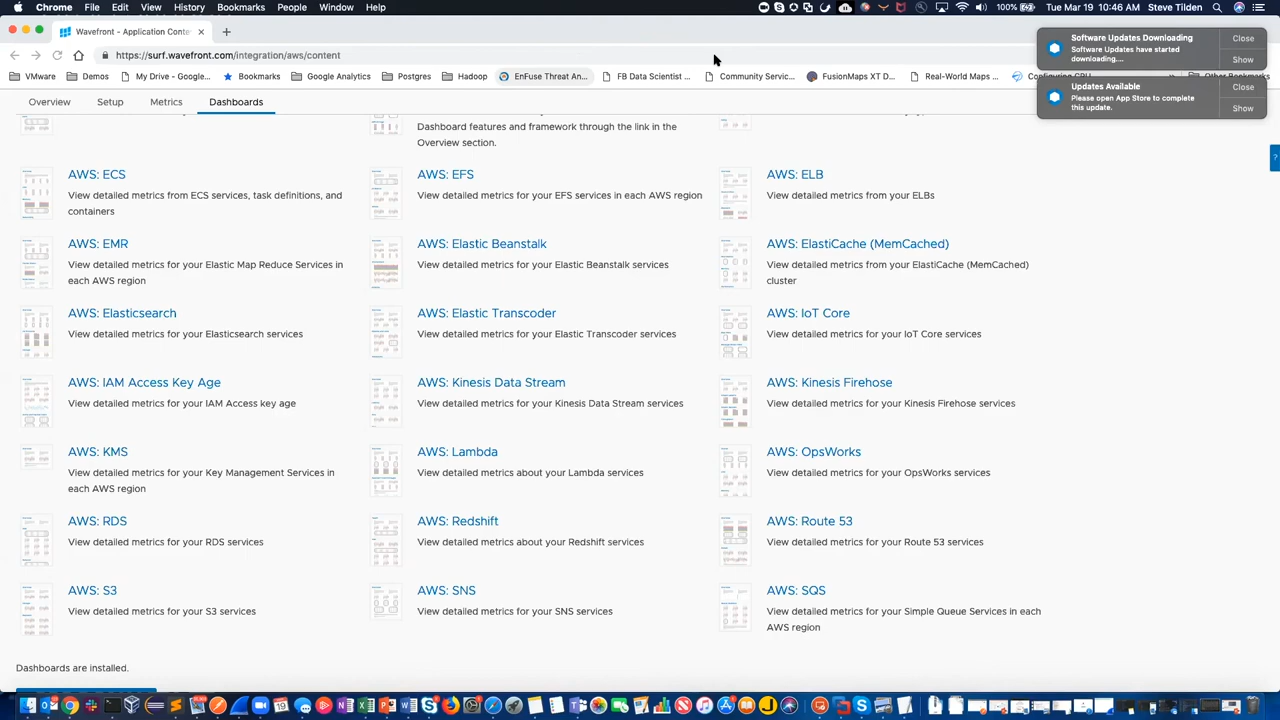 Chrome File Edit View History Bookmarks People Window Help 100% Tue Mar 19 10:46 AM Steve Tilden
Wavefront - Application Conte
https://surf.wavefront.com/integration/aws/content
VMware Demos My Drive - Google... Bookmarks Google Analytics Postgres Hadoop EnFuse Threat An... FB Data Scientist ... Community Servic... FusionMaps XT D... Real-World Maps ... Configuring CPU Other Bookmarks
Software Updates Downloading
Software Updates have started
downloading....
Close
Show
Updates Available
Please open App Store to complete
this update.
Close
Show
Overview Setup Metrics Dashboards
Dashboard features and framework through the link in the
Overview section.
AWS: ECS
View detailed metrics from ECS services, task definitions, and
containers
AWS: EFS
View detailed metrics for your EFS services in each AWS region
AWS: ELB
View detailed metrics from your ELBs
AWS: EMR
View detailed metrics for your Elastic Map Reduce Services in
each AWS region
AWS: Elastic Beanstalk
View detailed metrics for your Elastic Beanstalk services
AWS: ElastiCache (MemCached)
View detailed metrics from your ElastiCache (MemCached)
cluster
AWS: Elasticsearch
View detailed metrics for your Elasticsearch services
AWS: Elastic Transcoder
View detailed metrics for your Elastic Transcoder services
AWS: IoT Core
View detailed metrics for your IoT Core services
AWS: IAM Access Key Age
View detailed metrics for your IAM Access key age
AWS: Kinesis Data Stream
View detailed metrics for your Kinesis Data Stream services
AWS: Kinesis Firehose
View detailed metrics for your Kinesis Firehose services
AWS: KMS
View detailed metrics for your Key Management Services in
each AWS region
AWS: Lambda
View detailed metrics about your Lambda services
AWS: OpsWorks
View detailed metrics for your OpsWorks services
AWS: RDS
View detailed metrics for your RDS services
AWS: Redshift
View detailed metrics about your Redshift services
AWS: Route 53
View detailed metrics for your Route 53 services
AWS: S3
View detailed metrics for your S3 services
AWS: SNS
View detailed metrics for your SNS services
AWS: SQS
View detailed metrics for your Simple Queue Services in each
AWS region
Dashboards are installed.